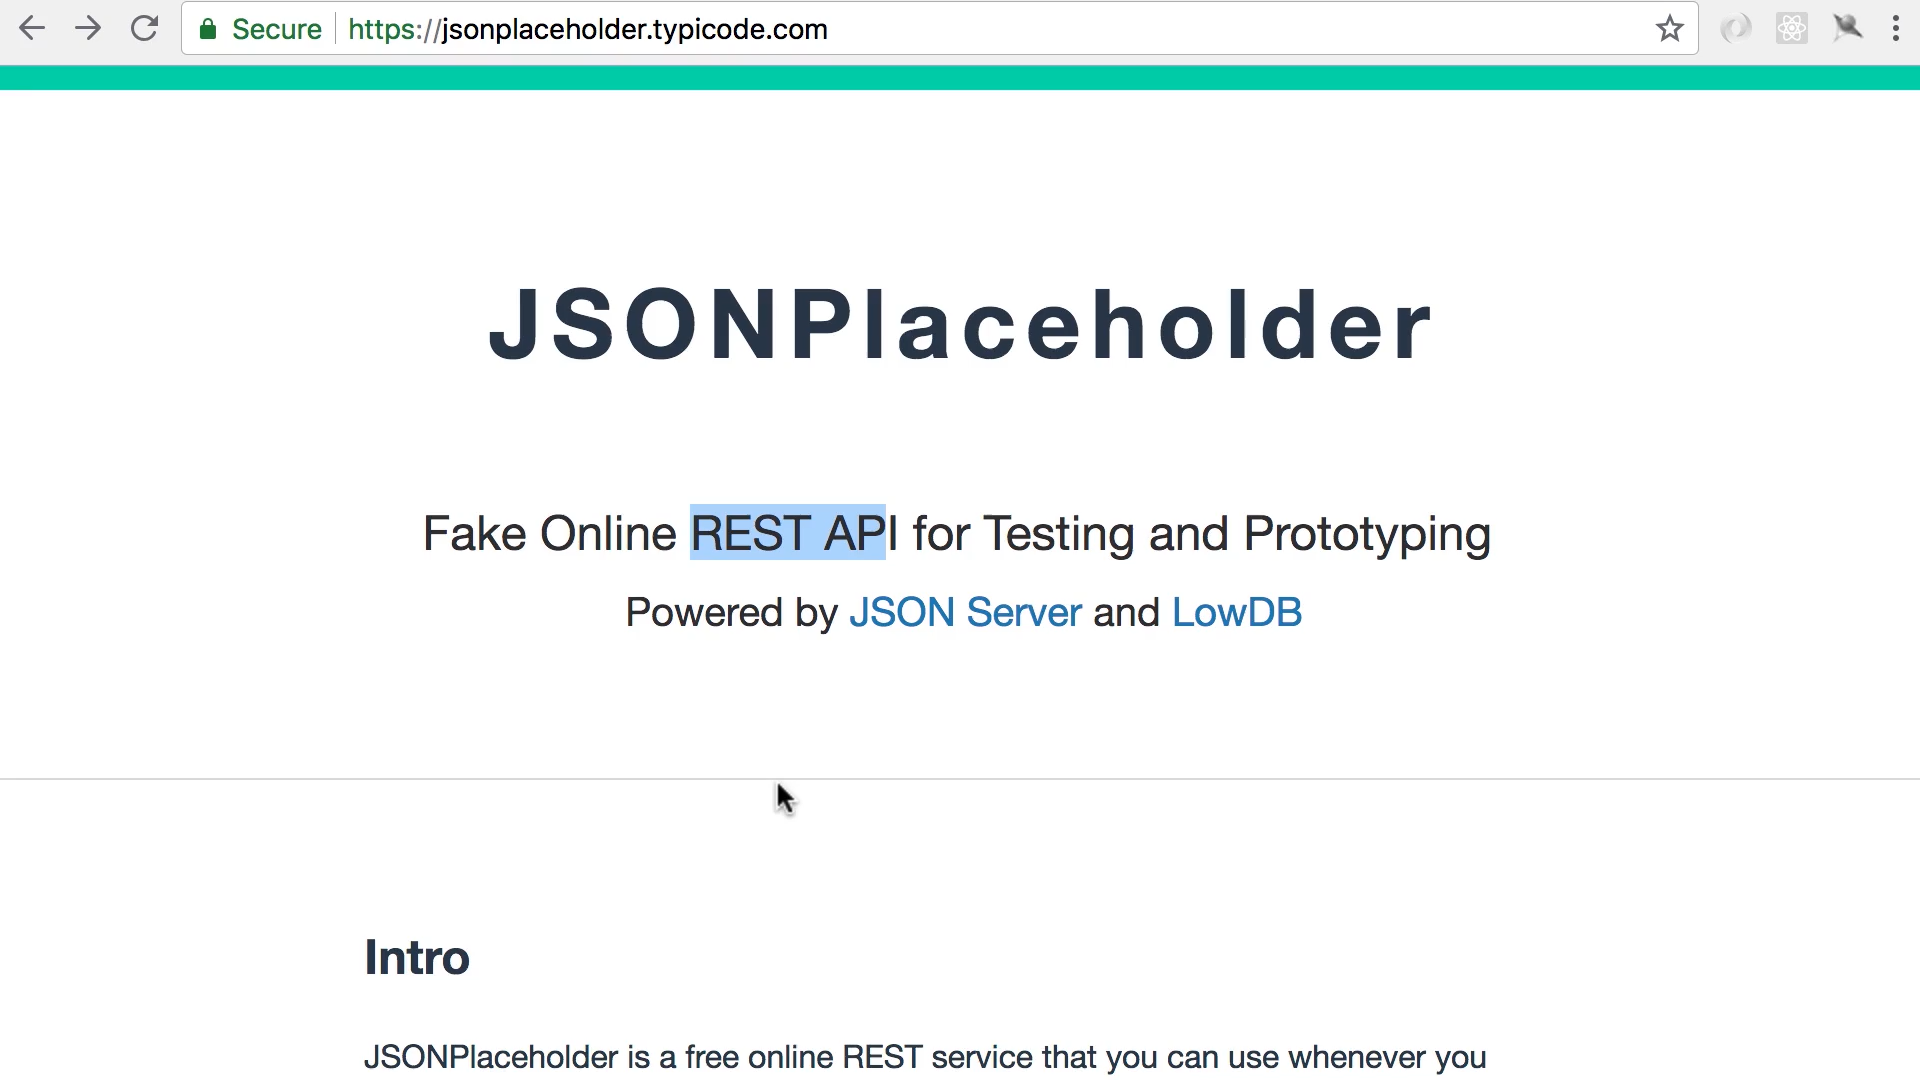 Secure https://jsonplaceholder.typicode.com
JSONPlaceholder
Fake Online REST API for Testing and Prototyping
Powered by JSON Server and LowDB
Intro
JSONPlaceholder is a free online REST service that you can use whenever you